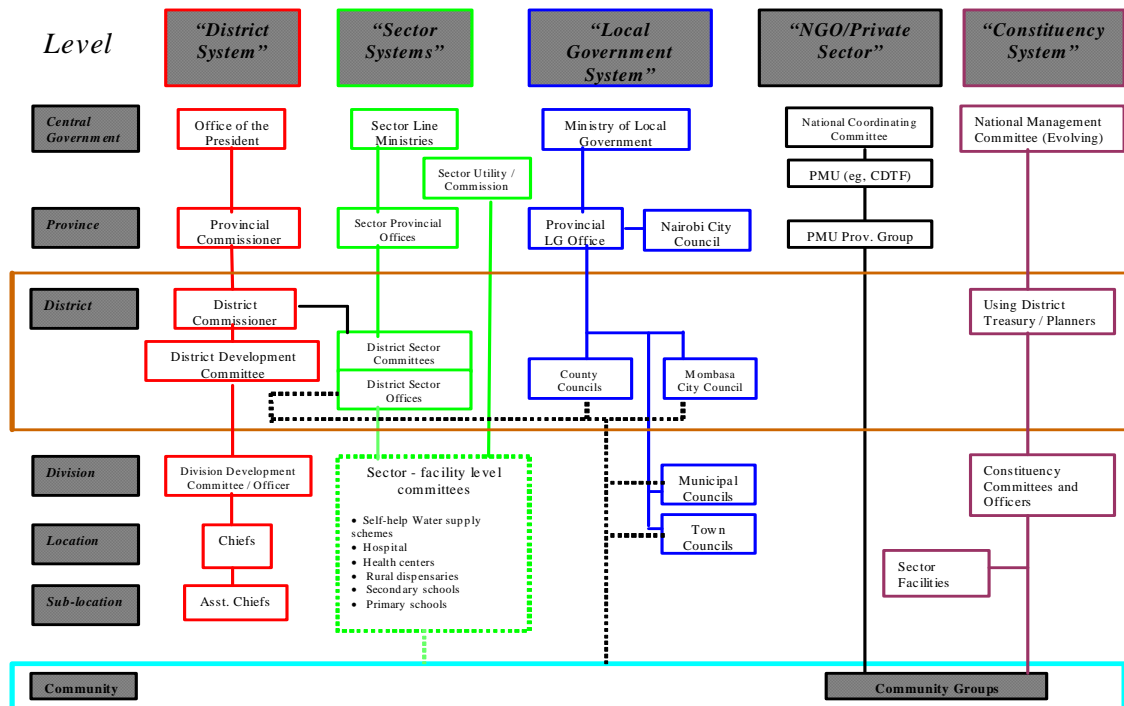 Level
“District
System”
“Sector
Systems”
“Local
Government
System”
“NGO/Private
Sector”
“Constituency
System”
Central
Government
Office of the
President
Sector Line
Ministries
Ministry of Local
Government
National Coordinating
Committee
National Management
Committee (Evolving)
Sector Utility /
Commission
PMU (eg, CDTF)
Province
Provincial
Commissioner
Sector Provincial
Offices
Provincial
LG Office
Nairobi City
Council
PMU Prov. Group
District
District
Commissioner
Using District
Treasury / Planners
District Development
Committee
District Sector
Committees
District Sector
Offices
County
Councils
Mombasa
City Council
Division
Division Development
Committee / Officer
Sector - facility level
committees
• Self-help Water supply
schemes
• Hospital
• Health centers
• Rural dispensaries
• Secondary schools
• Primary schools
Municipal
Councils
Constituency
Committees and
Officers
Location
Chiefs
Town
Councils
Sector
Facilities
Sub-location
Asst. Chiefs
Community
Community Groups